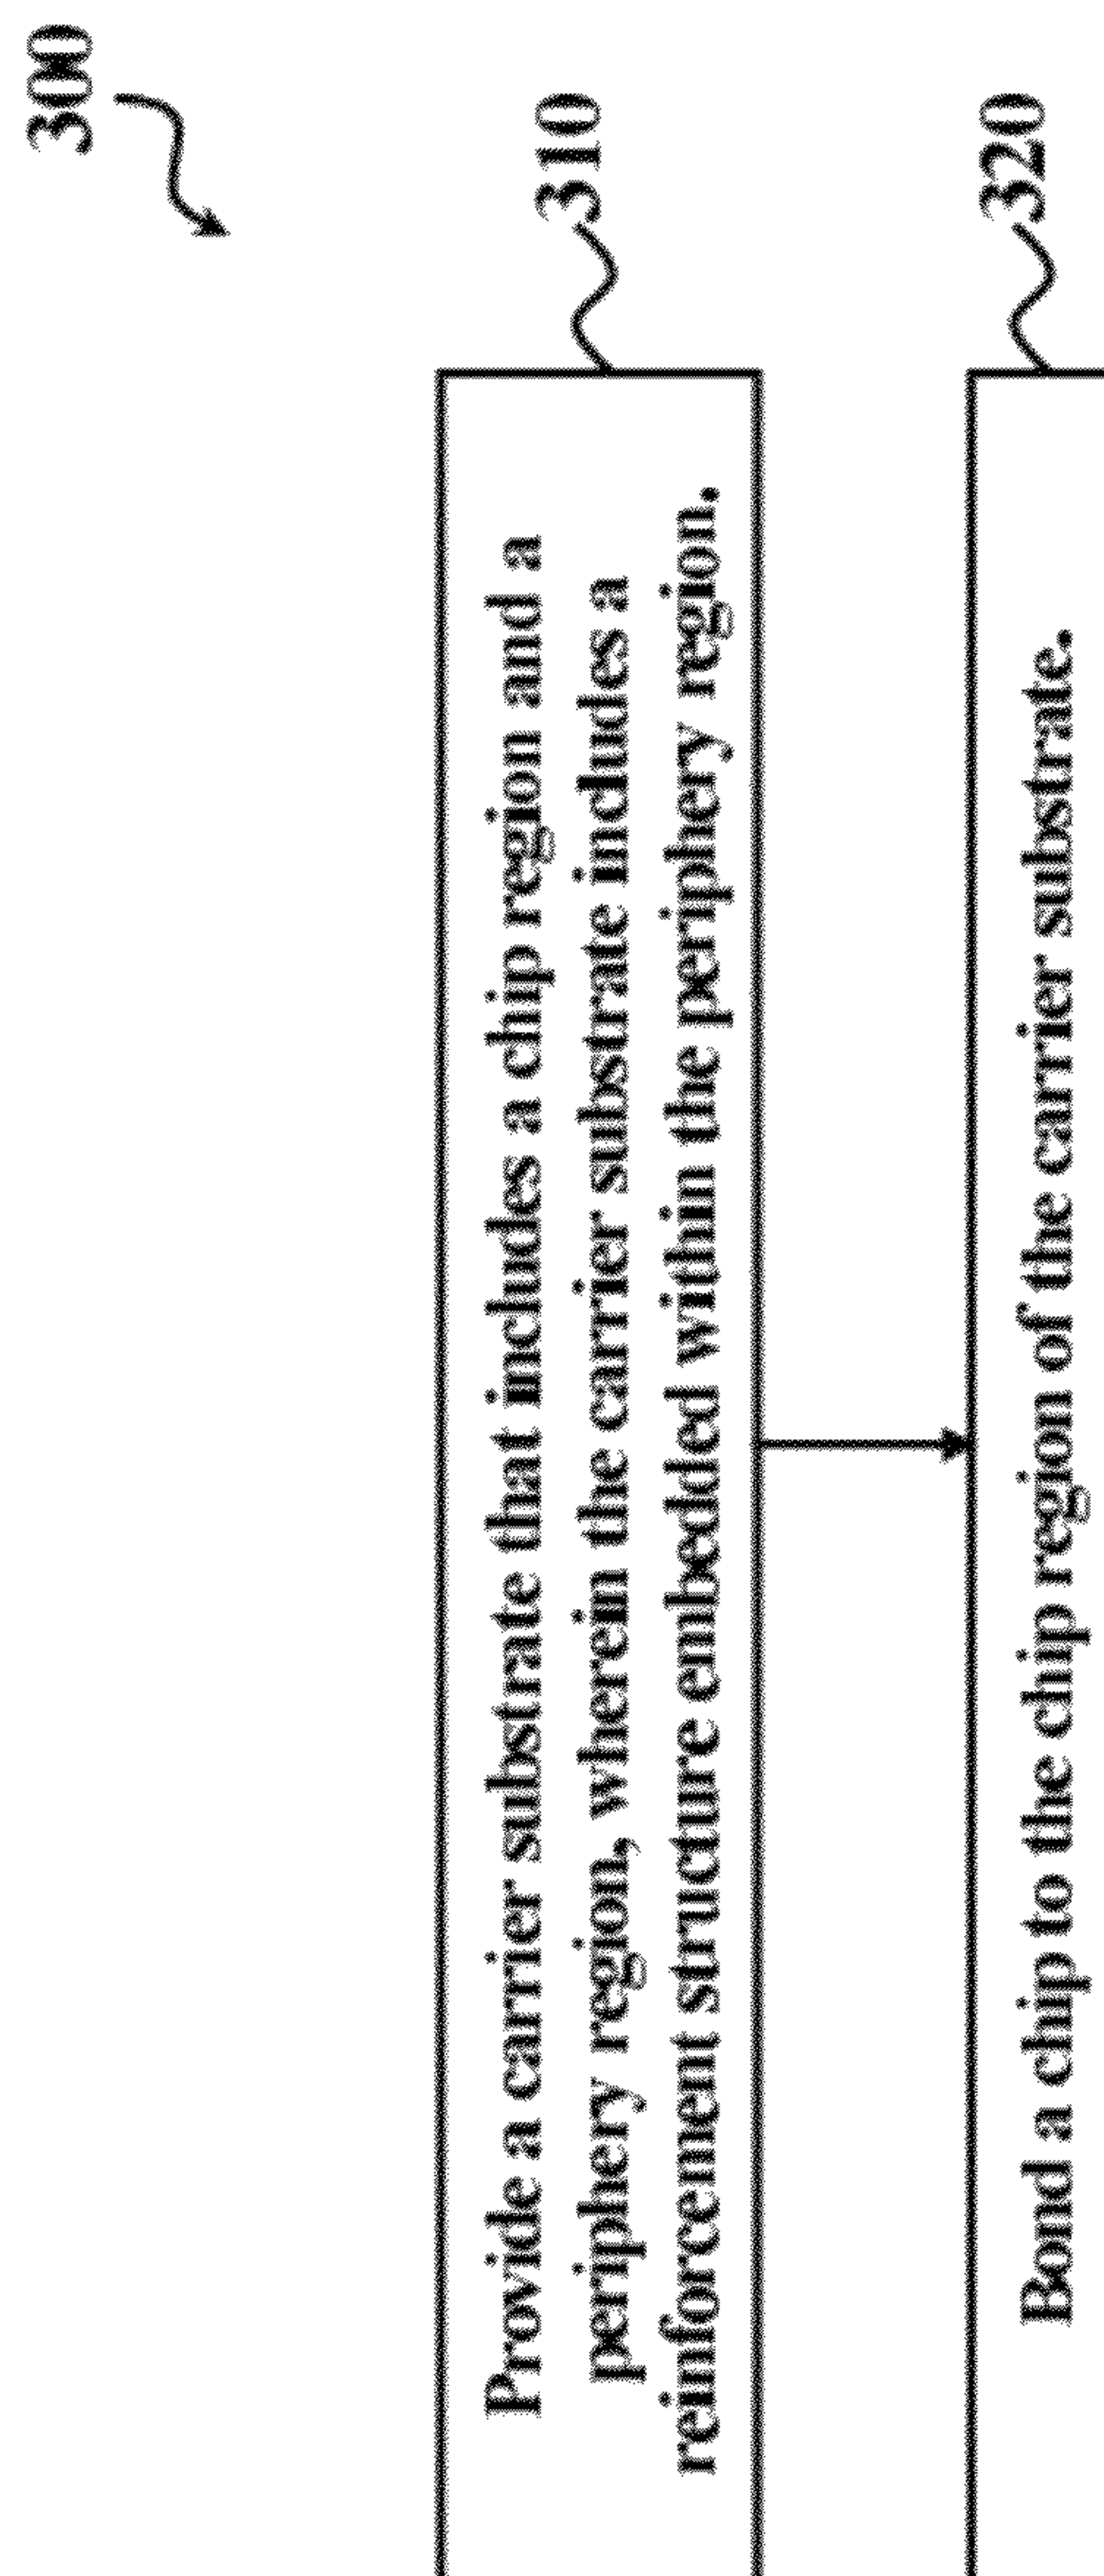 300
310
Provide a carrier substrate that includes a chip region and a
periphery region, wherein the carrier substrate includes a
reinforcement structure embedded within the periphery region.
320
Bond a chip to the chip region of the carrier substrate.